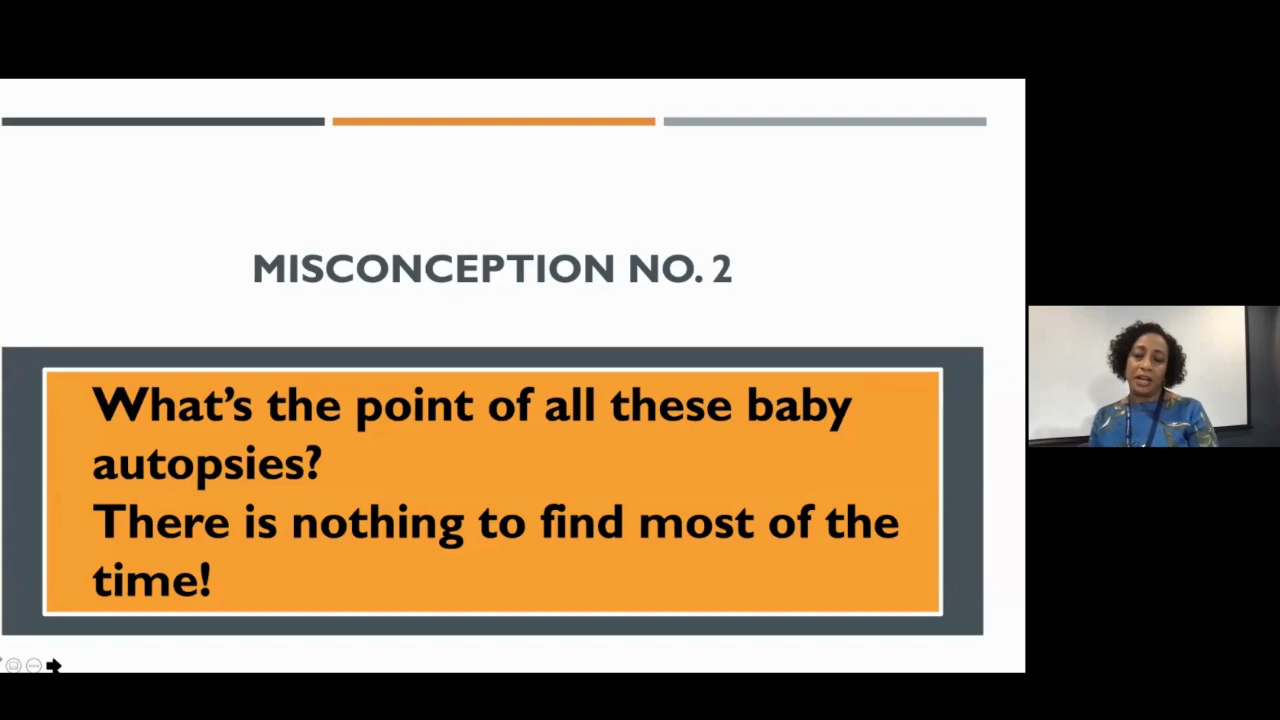 MISCONCEPTION NO. 2
What’s the point of all these baby
autopsies?
There is nothing to find most of the
time!